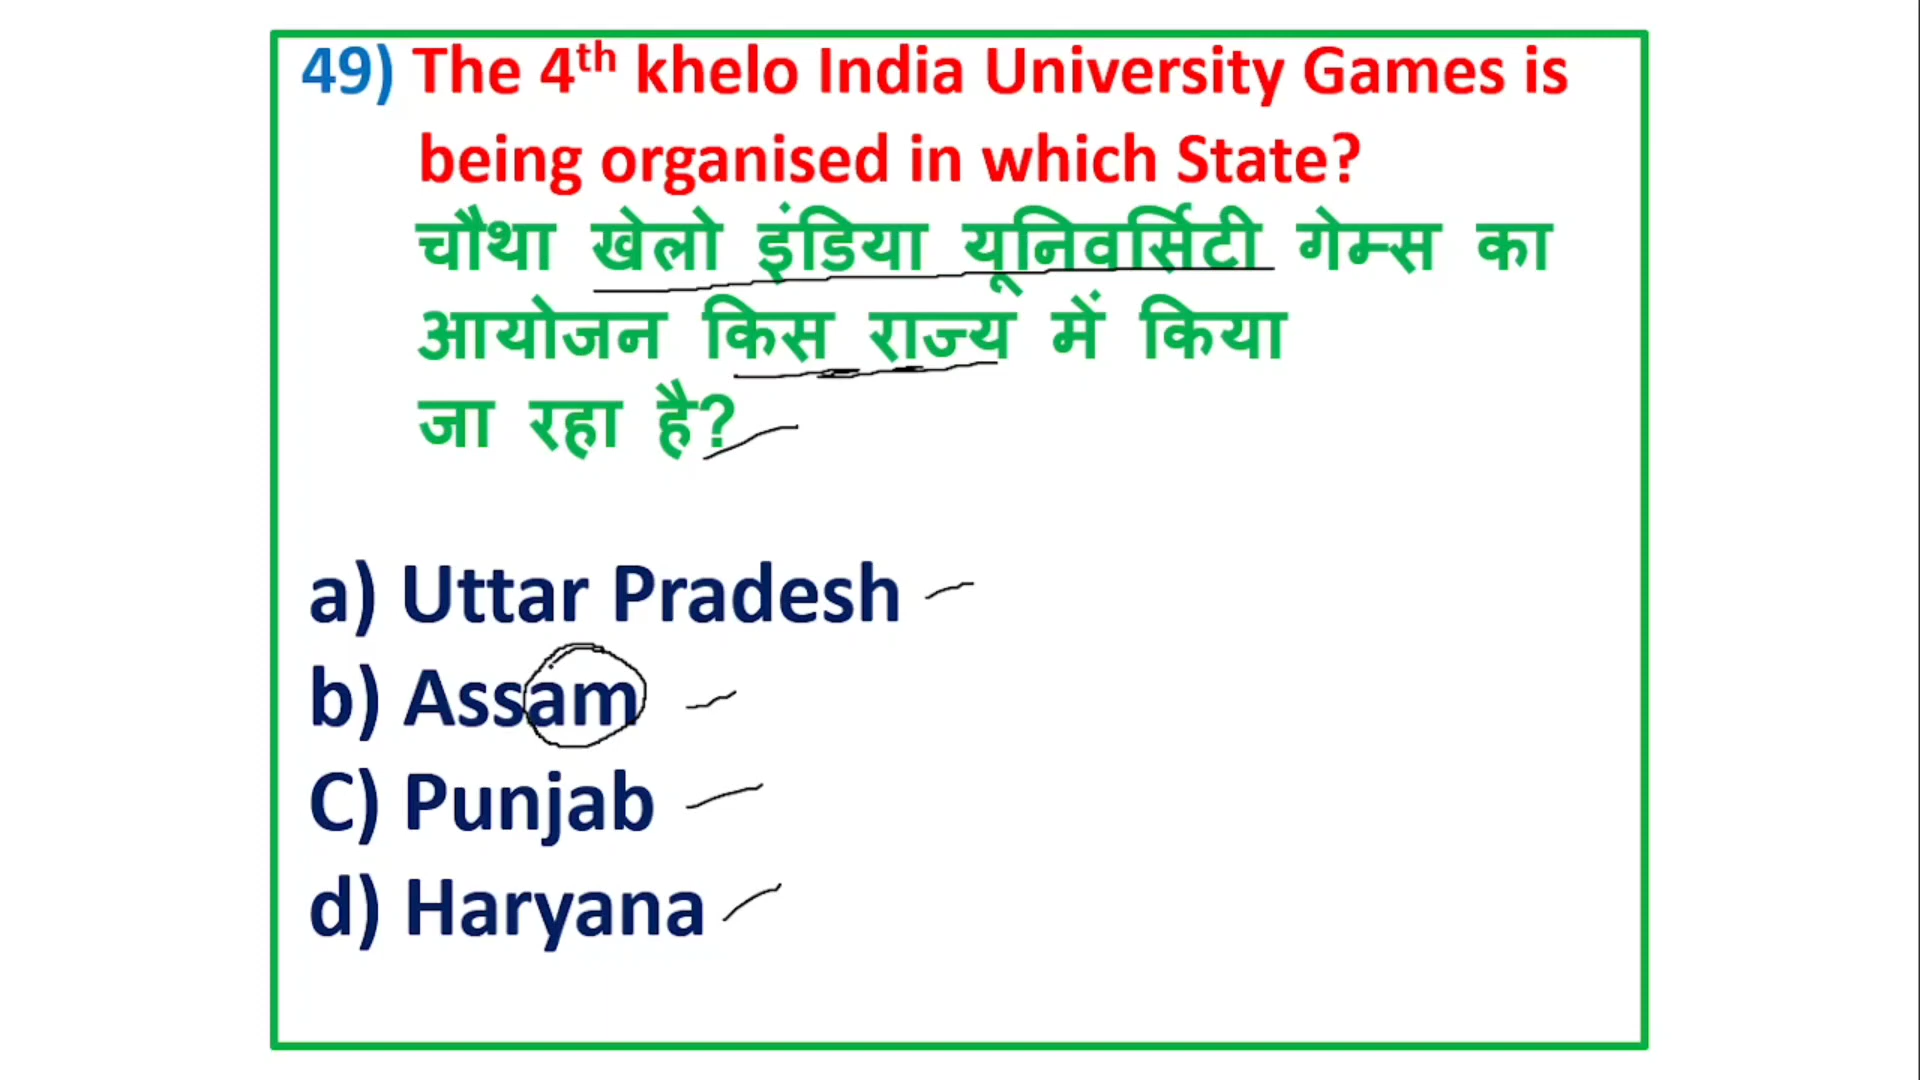 49) The 4th khelo India University Games is
being organised in which State?
चौथा खेलो इंडिया यूनिवर्सिटी गेम्स का
आयोजन किस राज्य में किया
जा रहा है?
a) Uttar Pradesh
b) Assam
C) Punjab
d) Haryana